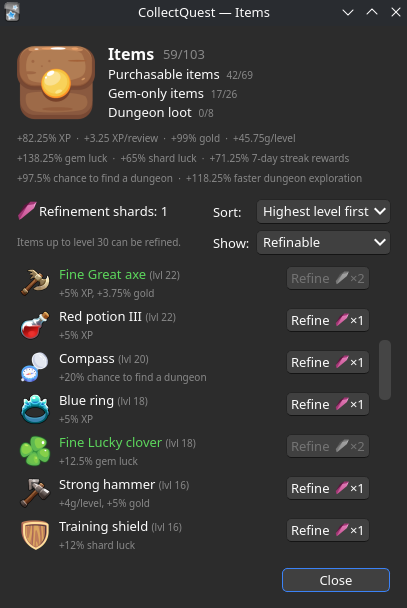 CollectQuest — Items
Items 59/103
Purchasable items 42/69
Gem-only items 17/26
Dungeon loot 0/8
+82.25% XP · +3.25 XP/review · +99% gold · +45.75g/level
+138.25% gem luck · +65% shard luck · +71.25% 7-day streak rewards
+97.5% chance to find a dungeon · +118.25% faster dungeon exploration
Refinement shards: 1
Sort: Highest level first
Items up to level 30 can be refined.
Show: Refinable
Fine Great axe (lvl 22)
+5% XP, +3.75% gold
Refine ×2
Red potion III (lvl 22)
+5% XP
Refine ×1
Compass (lvl 20)
+20% chance to find a dungeon
Refine ×1
Blue ring (lvl 18)
+5% XP
Refine ×1
Fine Lucky clover (lvl 18)
+12.5% gem luck
Refine ×2
Strong hammer (lvl 16)
+4g/level, +5% gold
Refine ×1
Training shield (lvl 16)
+12% shard luck
Refine ×1
Close